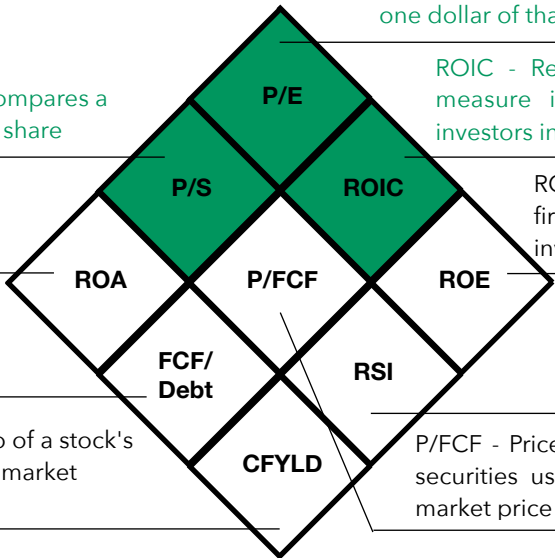 one dollar of tha
P/E
ROIC - Re
measure i
investors in
ompares a
share
P/S
ROIC
RO
fir
inv
ROA
P/FCF
ROE
FCF/
Debt
RSI
o of a stock's
market
CFYLD
P/FCF - Price
securities us
market price